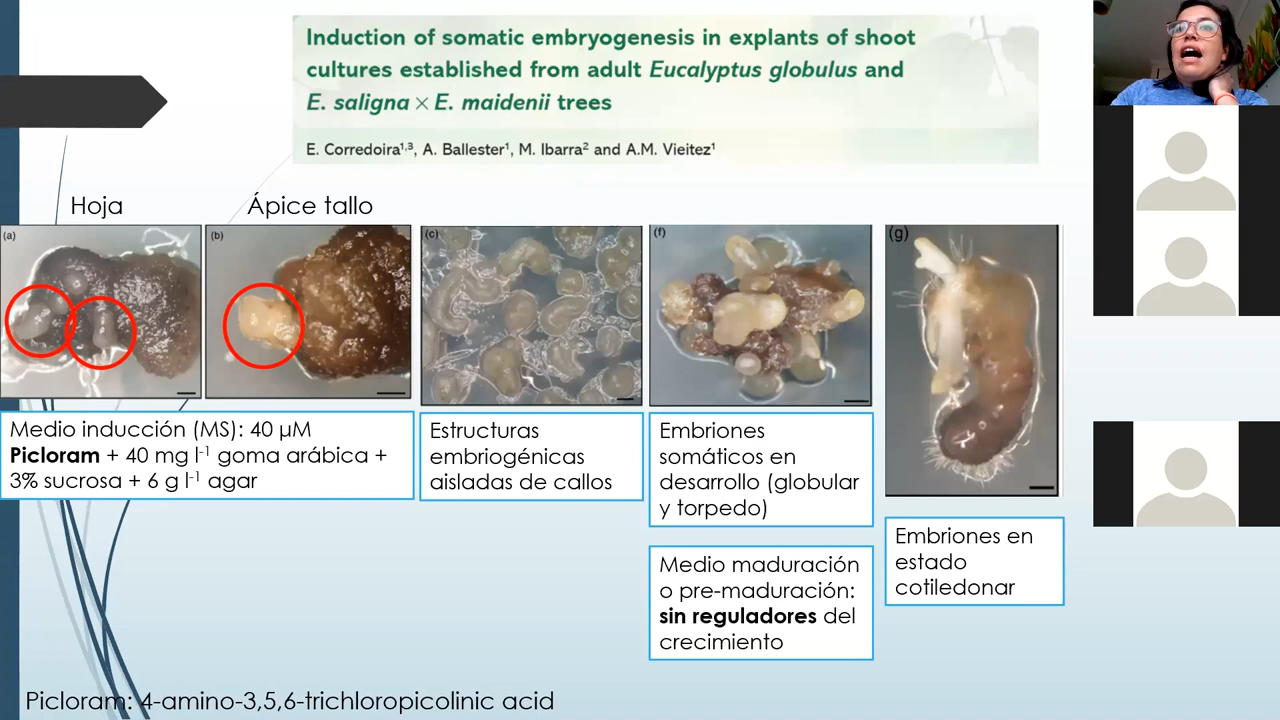 Induction of somatic embryogenesis in explants of shoot
cultures established from adult Eucalyptus globulus and
E. saligna × E. maidenii trees
E. Corredoira¹,³, A. Ballester¹, M. Ibarra² and A.M. Vieitez¹
Hoja
Ápice tallo
(a)
(b)
(c)
(f)
(g)
Medio inducción (MS): 40 µM
Picloram + 40 mg l⁻¹ goma arábica +
3% sucrosa + 6 g l⁻¹ agar
Estructuras
embriogénicas
aisladas de callos
Embriones
somáticos en
desarrollo (globular
y torpedo)
Medio maduración
o pre-maduración:
sin reguladores del
crecimiento
Embriones en
estado
cotiledonar
Picloram: 4-amino-3,5,6-trichloropicolinic acid